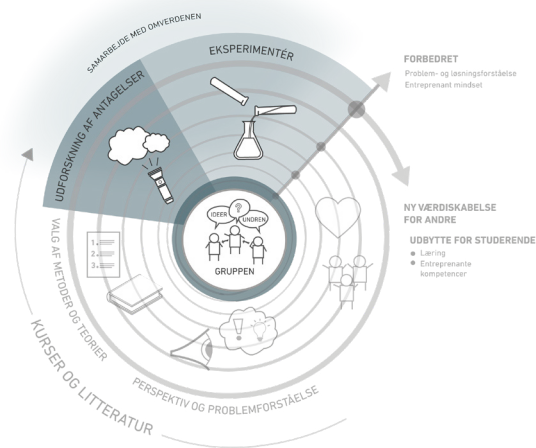 SAMARBEJDE MED OMVERDENEN
EKSPERIMENTÉR
UDFORSKNING AF ANTAGELSER
FORBEDRET
Problem- og løsningsforståelse
Entreprenant mindset
NY VÆRDISKABELSE
FOR ANDRE
UDBYTTE FOR STUDERENDE
Læring
Entreprenante
kompetencer
IDEER
?
UNDREN
GRUPPEN
1.
2.
3.
VALG AF METODER OG TEORIER
PERSPEKTIV OG PROBLEMFORSTÅELSE
KURSER OG LITTERATUR